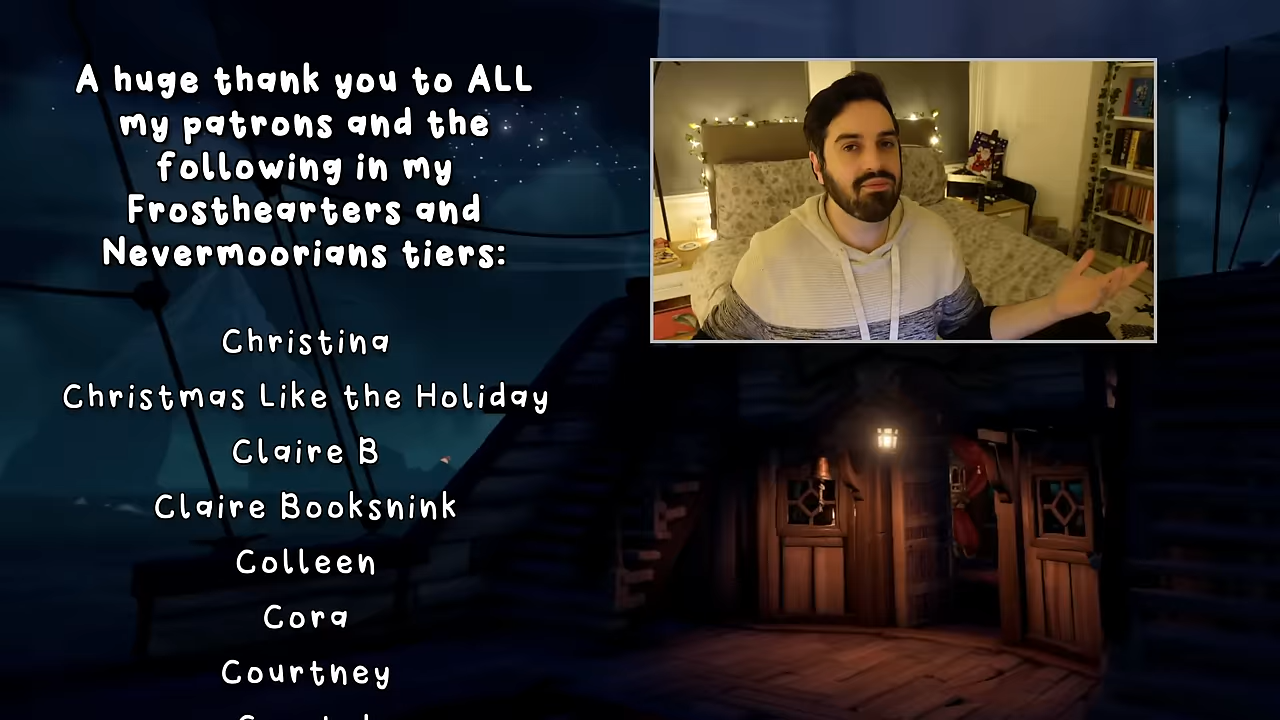 A huge thank you to ALL
my patrons and the
following in my
Frosthearters and
Nevermoorians tiers:
Christina
Christmas Like the Holiday
Claire B
Claire Booksnink
Colleen
Cora
Courtney